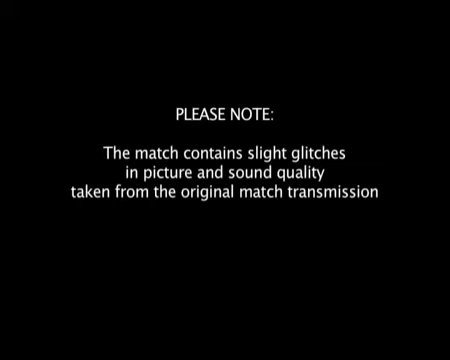 PLEASE NOTE:
The match contains slight glitches
in picture and sound quality
taken from the original match transmission